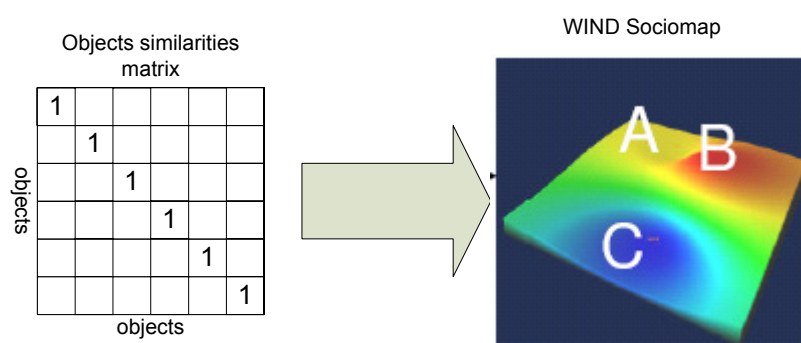 Objects similarities
matrix
1
1
1
1
1
1
objects
objects
WIND Sociomap
A
B
C